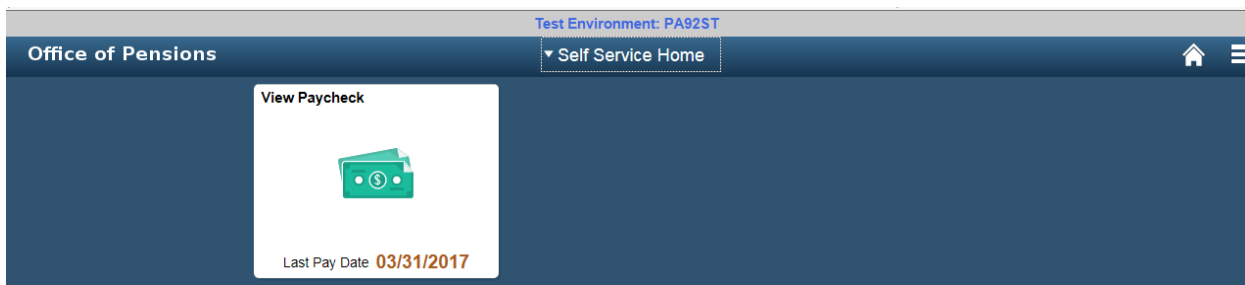 Test Environment: PA92ST
Office of Pensions
Self Service Home
View Paycheck
$
Last Pay Date 03/31/2017